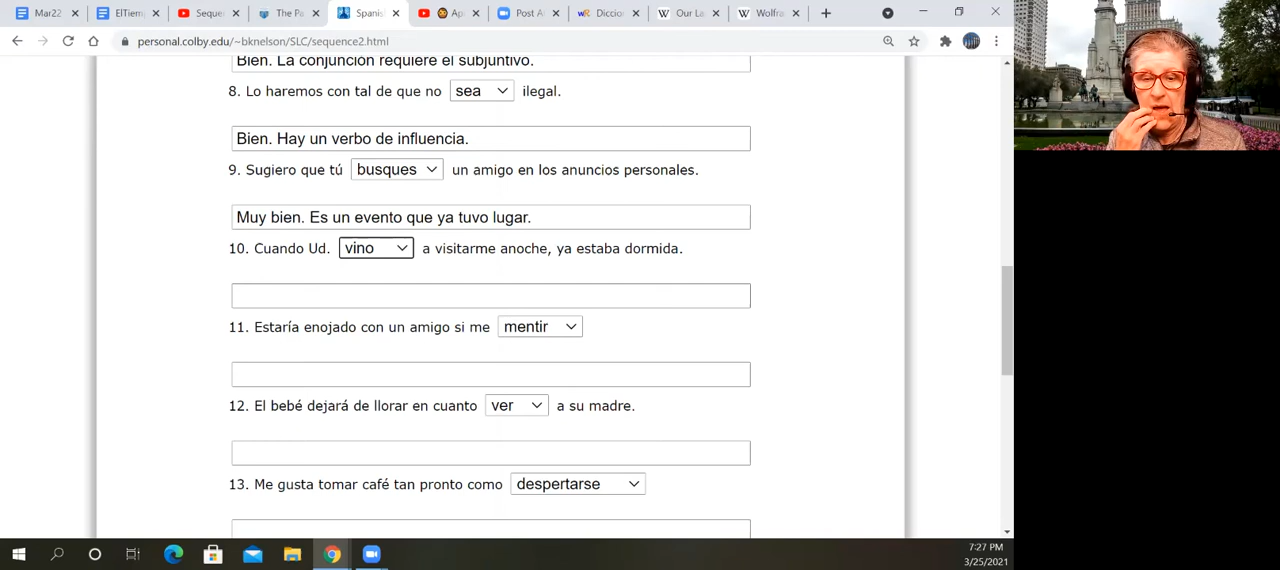 Mar22
ElTiem
Seque
The Pa
Spanis
Ap
Post A
Diccio
Our La
Wolfra
personal.colby.edu/~bknelson/SLC/sequence2.html
Bien. La conjunción requiere el subjuntivo.
8. Lo haremos con tal de que no sea ilegal.
Bien. Hay un verbo de influencia.
9. Sugiero que tú busques un amigo en los anuncios personales.
Muy bien. Es un evento que ya tuvo lugar.
10. Cuando Ud. vino a visitarme anoche, ya estaba dormida.
11. Estaría enojado con un amigo si me mentir
12. El bebé dejará de llorar en cuanto ver a su madre.
13. Me gusta tomar café tan pronto como despertarse
7:27 PM
3/25/2021